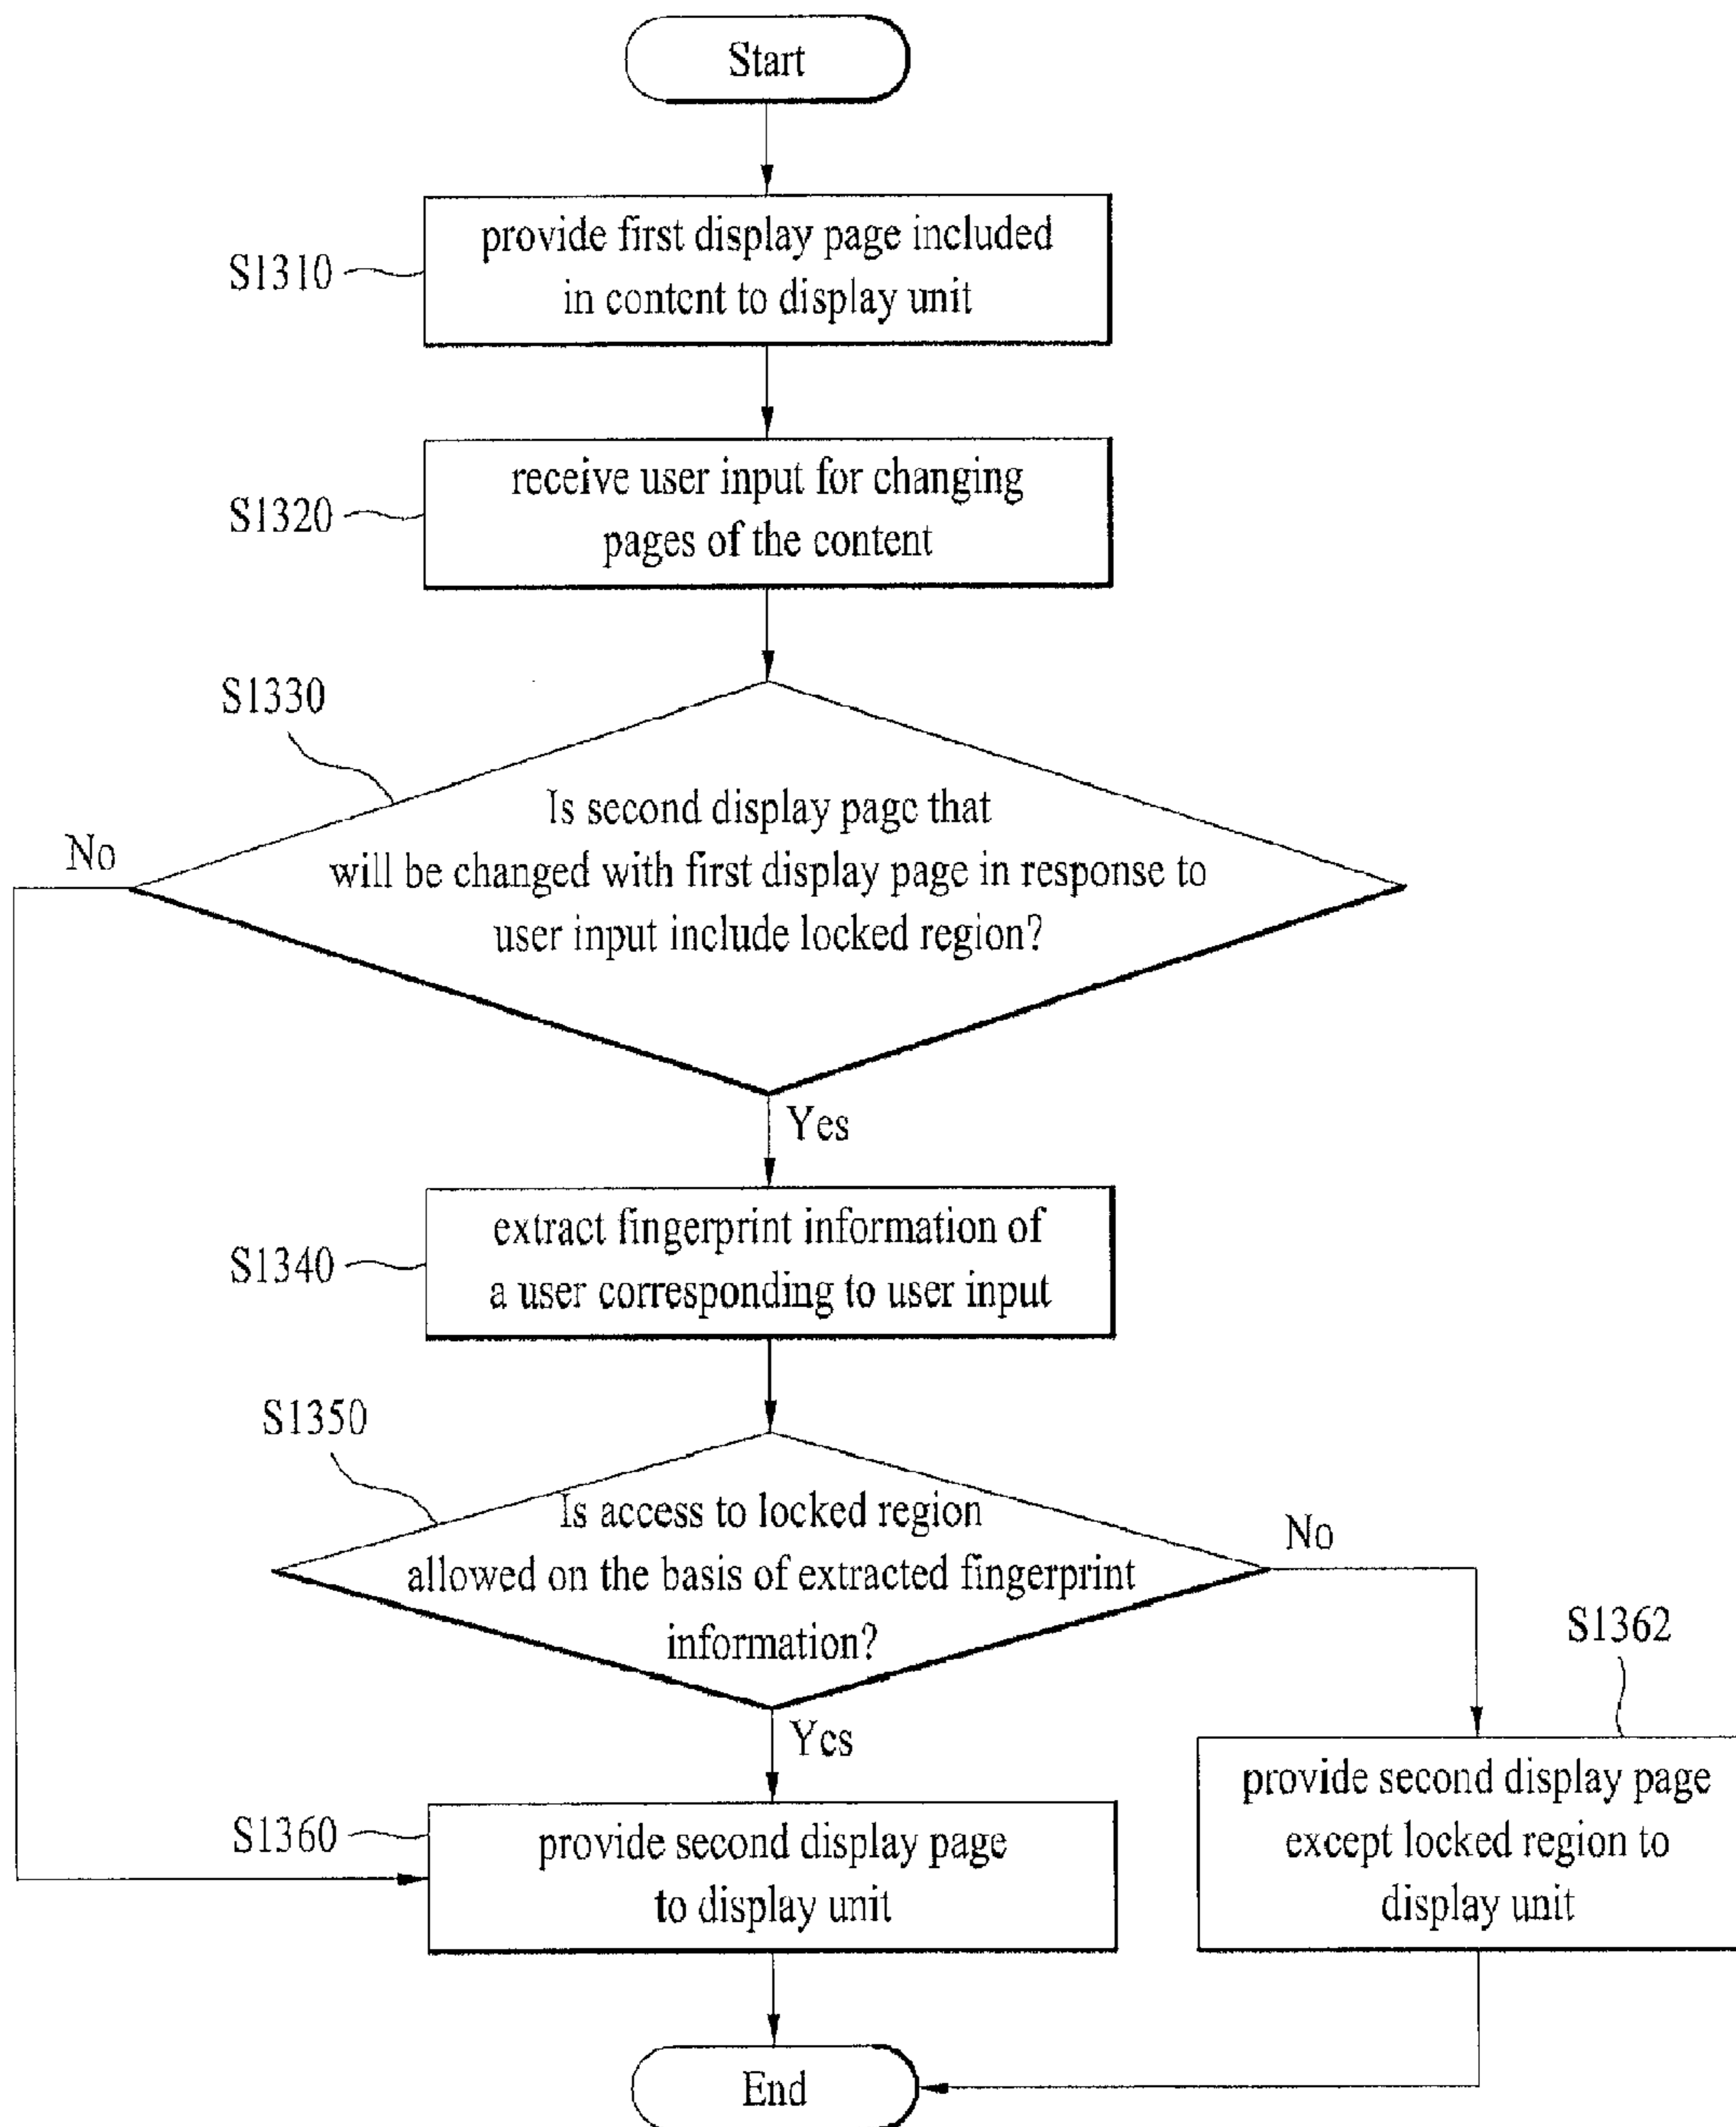 Start
S1310
provide first display page included
in content to display unit
S1320
receive user input for changing
pages of the content
S1330
Is second display page that
will be changed with first display page in response to
user input include locked region?
No
Yes
S1340
extract fingerprint information of
a user corresponding to user input
S1350
Is access to locked region
allowed on the basis of extracted fingerprint
information?
No
Yes
S1362
provide second display page
except locked region to
display unit
S1360
provide second display page
to display unit
End